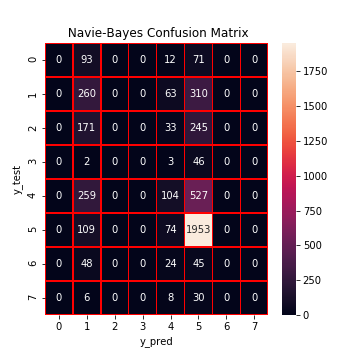 Navie-Bayes Confusion Matrix
0 0 93 0 0 12 71 0 0
1 0 260 0 0 63 310 0 0
2 0 171 0 0 33 245 0 0
3 0 2 0 0 3 46 0 0
4 0 259 0 0 104 527 0 0
5 0 109 0 0 74 1953 0 0
6 0 48 0 0 24 45 0 0
7 0 6 0 0 8 30 0 0
0 1 2 3 4 5 6 7
y_pred
y_test
1750
1500
1250
1000
750
500
250
0